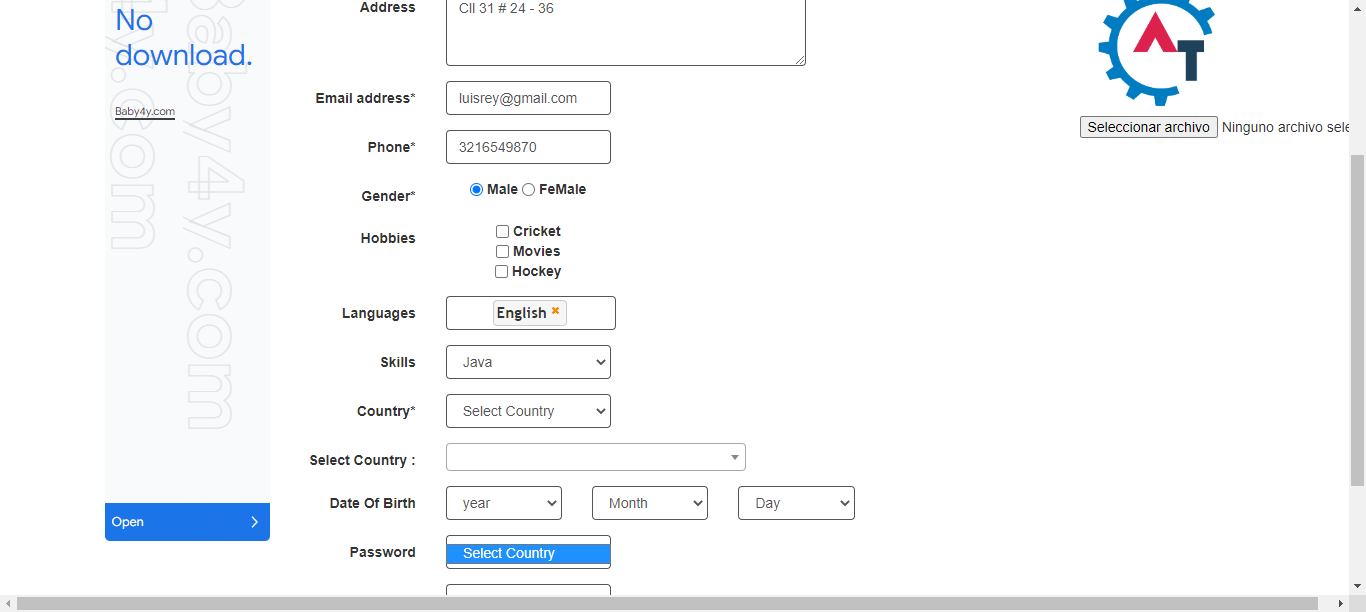 No
download.
Baby4y.com
Baby4y.com
y.com
Open
Address
Cll 31 # 24 - 36
Email address*
luisrey@gmail.com
Phone*
3216549870
Gender*
Male FeMale
Hobbies
Cricket
Movies
Hockey
Languages
English
Skills
Java
Country*
Select Country
Select Country :
Date Of Birth
year Month Day
Password
Select Country
AT
Seleccionar archivo Ninguno archivo sele